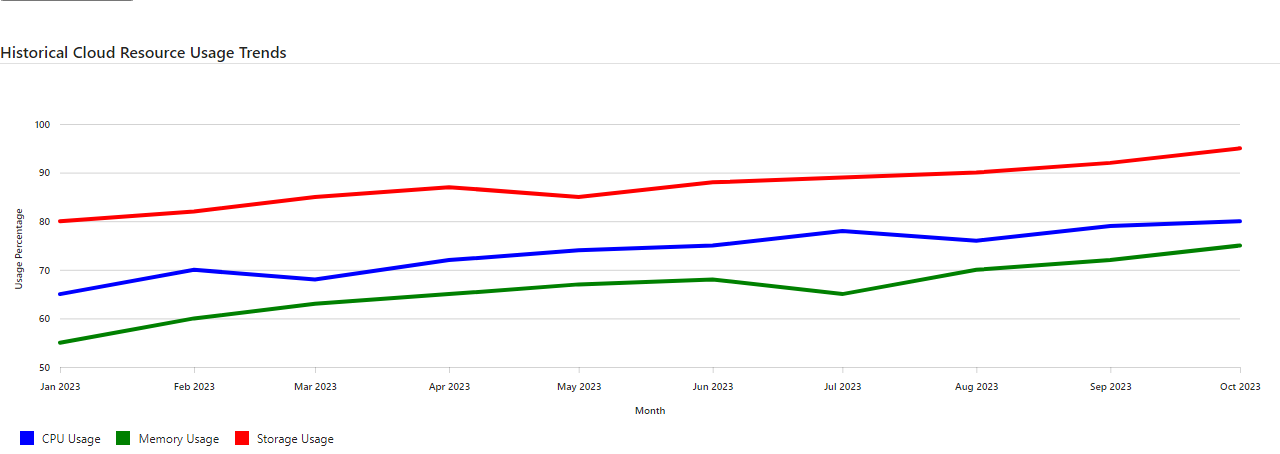 Historical Cloud Resource Usage Trends
100
90
80
70
60
50
Usage Percentage
Jan 2023 Feb 2023 Mar 2023 Apr 2023 May 2023 Jun 2023 Jul 2023 Aug 2023 Sep 2023 Oct 2023
Month
CPU Usage Memory Usage Storage Usage